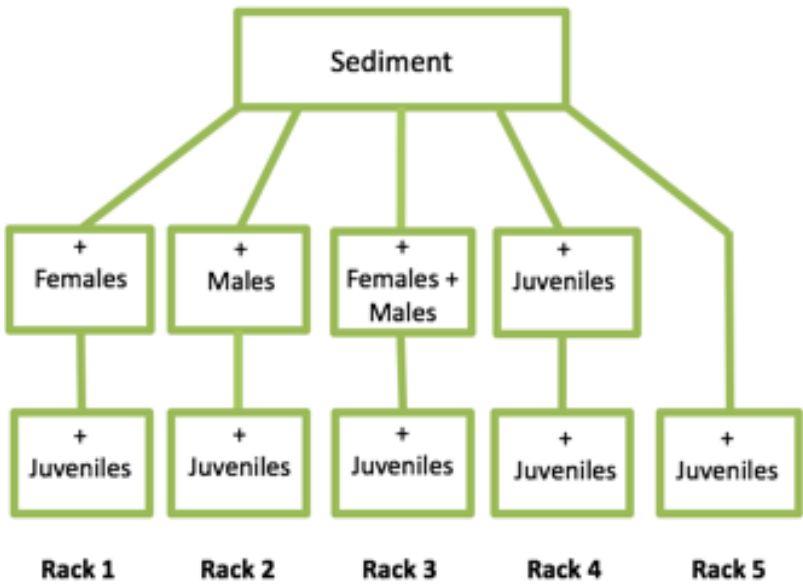 Sediment
+
Females
+
Males
+
Females +
Males
+
Juveniles
+
Juveniles
+
Juveniles
+
Juveniles
+
Juveniles
+
Juveniles
Rack 1
Rack 2
Rack 3
Rack 4
Rack 5